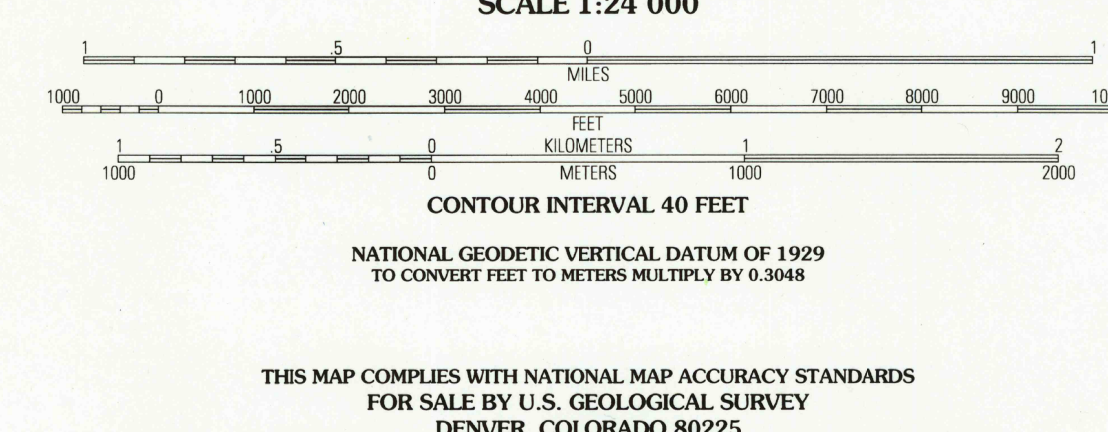 SCALE 1:24 000
1 .5 0 1
MILES
1000 0 1000 2000 3000 4000 5000 6000 7000 8000 9000 10
FEET
1 .5 0 KILOMETERS 1 2
1000 0 METERS 1000 2000
CONTOUR INTERVAL 40 FEET
NATIONAL GEODETIC VERTICAL DATUM OF 1929
TO CONVERT FEET TO METERS MULTIPLY BY 0.3048
THIS MAP COMPLIES WITH NATIONAL MAP ACCURACY STANDARDS
FOR SALE BY U.S. GEOLOGICAL SURVEY
DENVER, COLORADO 80225